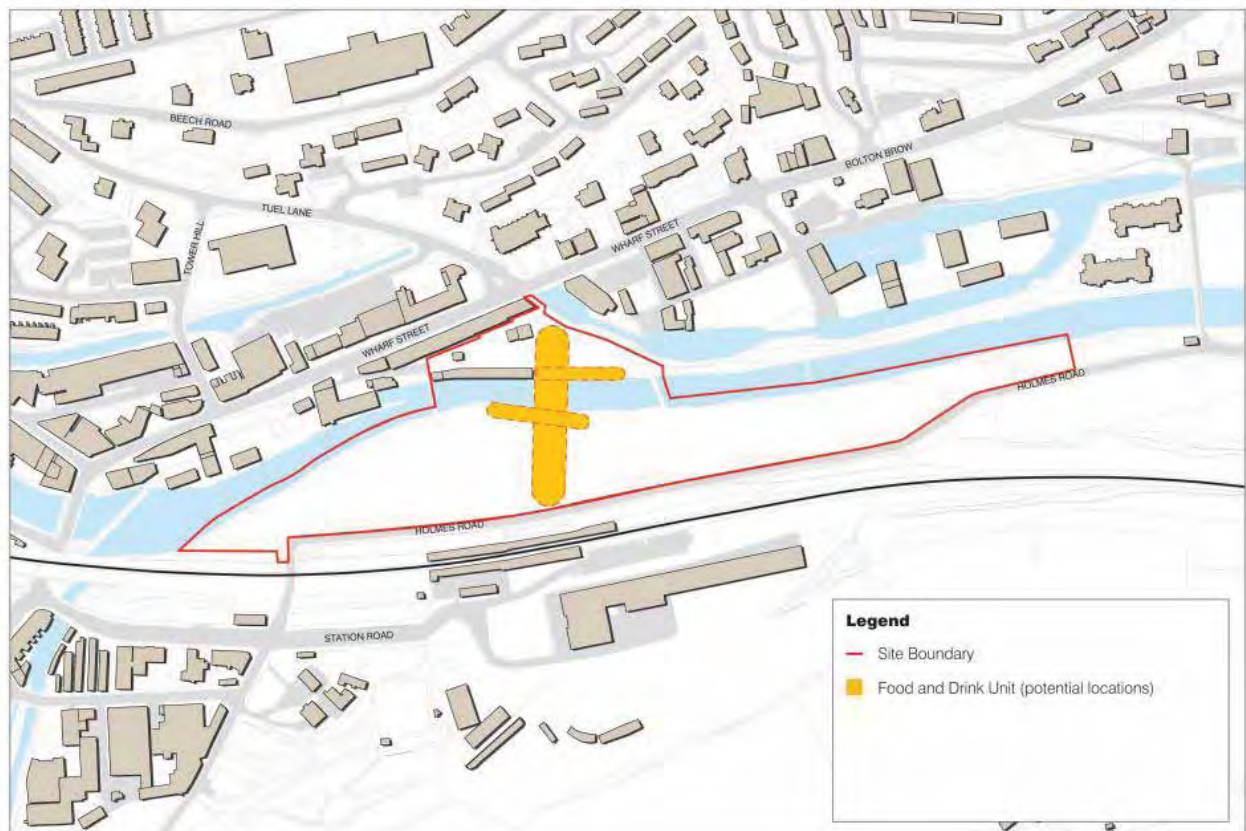 BEECH ROAD
BOLTON BROW
TUEL LANE
TOWER HILL
WHARF STREET
WHARF STREET
HOLMES ROAD
HOLMES ROAD
STATION ROAD
Legend
Site Boundary
Food and Drink Unit (potential locations)